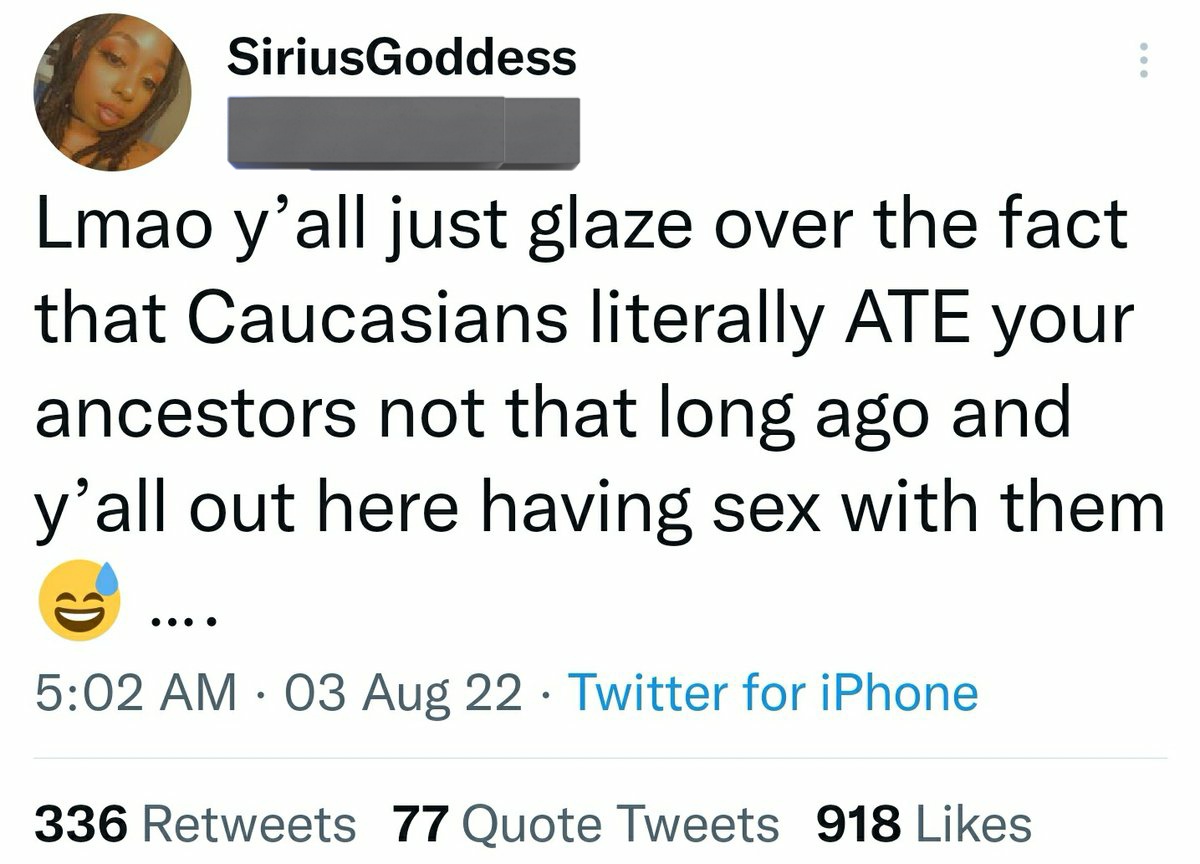 SiriusGoddess
Lmao y’all just glaze over the fact
that Caucasians literally ATE your
ancestors not that long ago and
y’all out here having sex with them
😅 ....
5:02 AM · 03 Aug 22 · Twitter for iPhone
336 Retweets 77 Quote Tweets 918 Likes